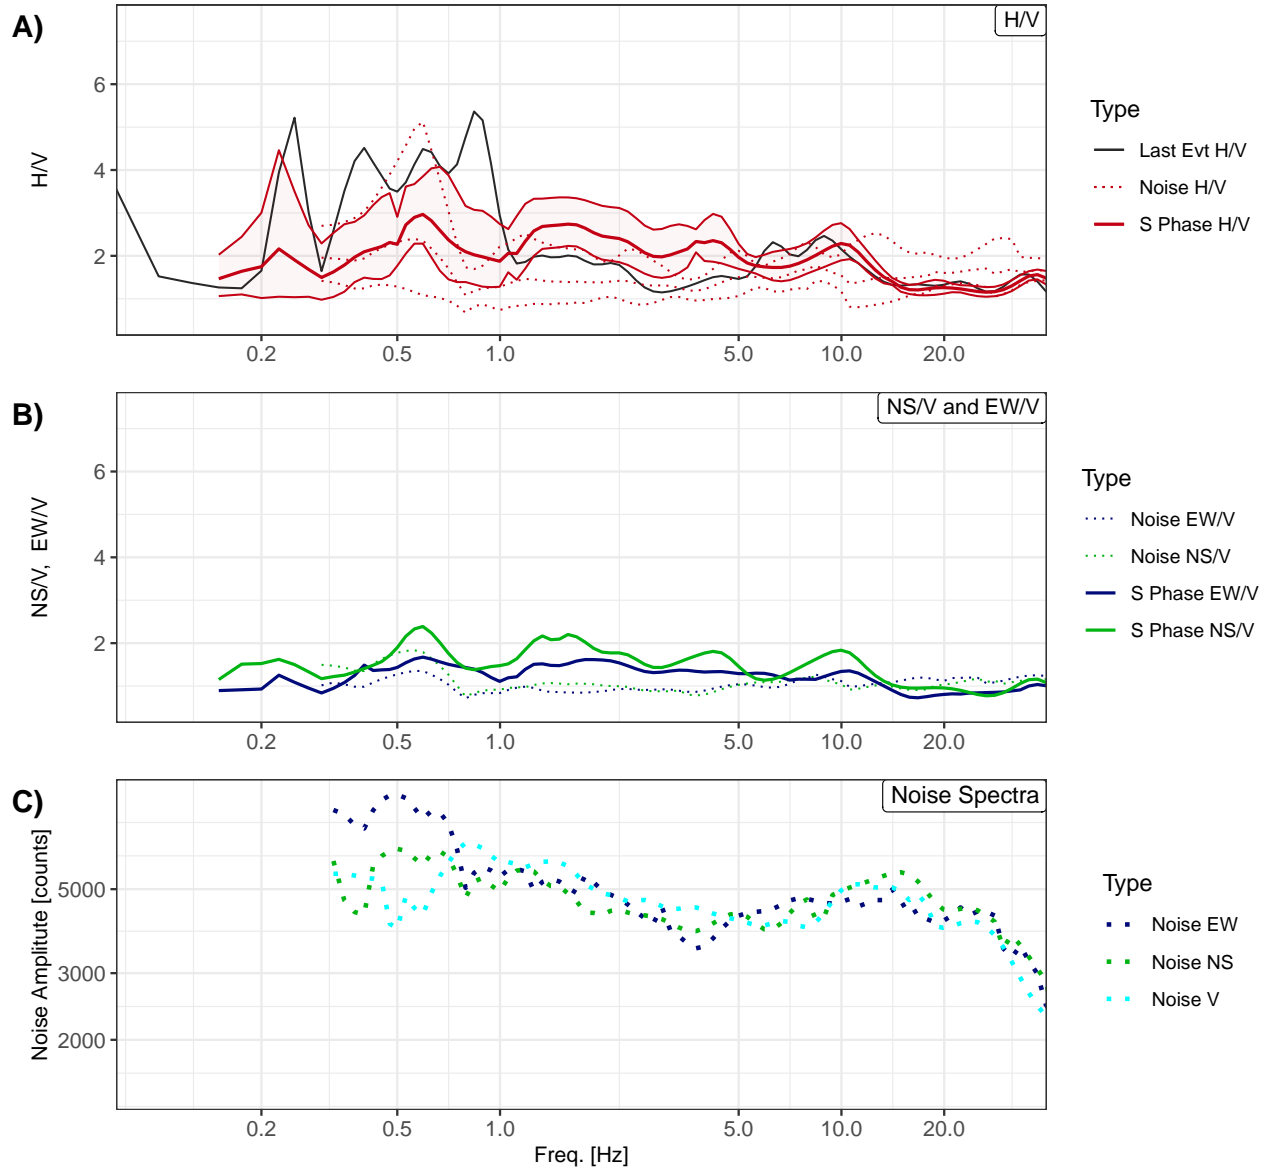 A)
H/V
6
4
2
H/V
0.2
0.5
1.0
5.0
10.0
20.0
Type
Last Evt H/V
Noise H/V
S Phase H/V
B)
NS/V and EW/V
6
4
2
NS/V,  EW/V
0.2
0.5
1.0
5.0
10.0
20.0
Type
Noise EW/V
Noise NS/V
S Phase EW/V
S Phase NS/V
C)
Noise Spectra
5000
3000
2000
Noise Amplitute [counts]
0.2
0.5
1.0
5.0
10.0
20.0
Freq. [Hz]
Type
Noise EW
Noise NS
Noise V